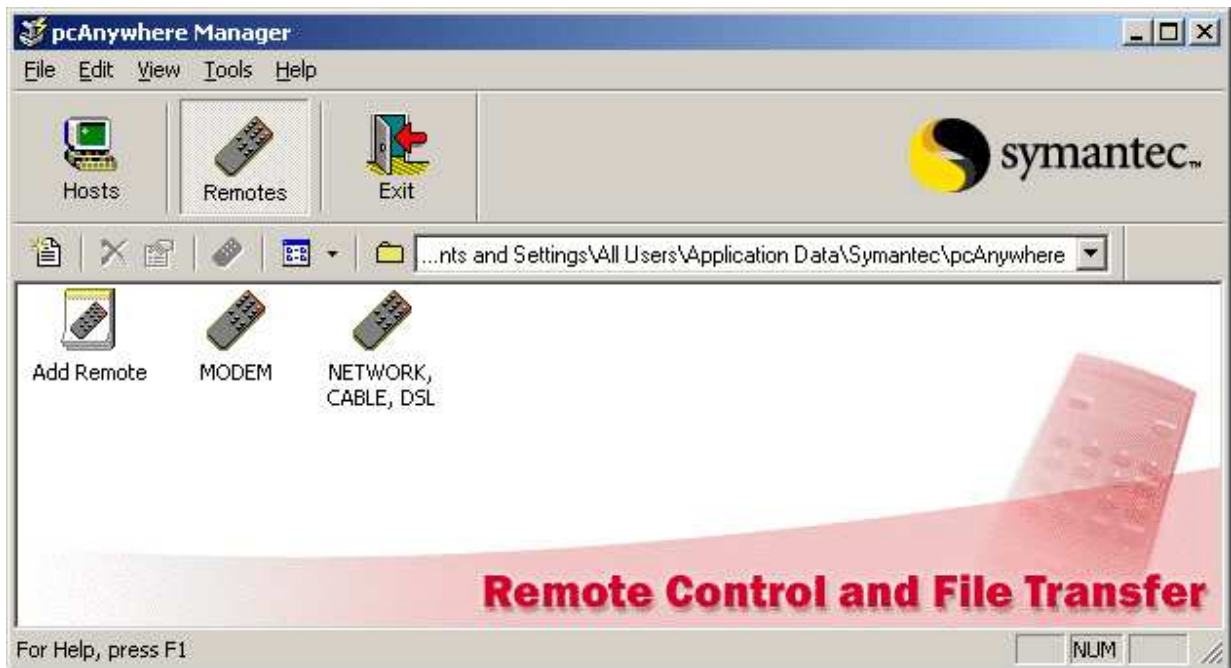 pcAnywhere Manager
File Edit View Tools Help
Hosts
Remotes
Exit
symantec™
...nts and Settings\All Users\Application Data\Symantec\pcAnywhere
Add Remote
MODEM
NETWORK,
CABLE, DSL
Remote Control and File Transfer
For Help, press F1
NUM